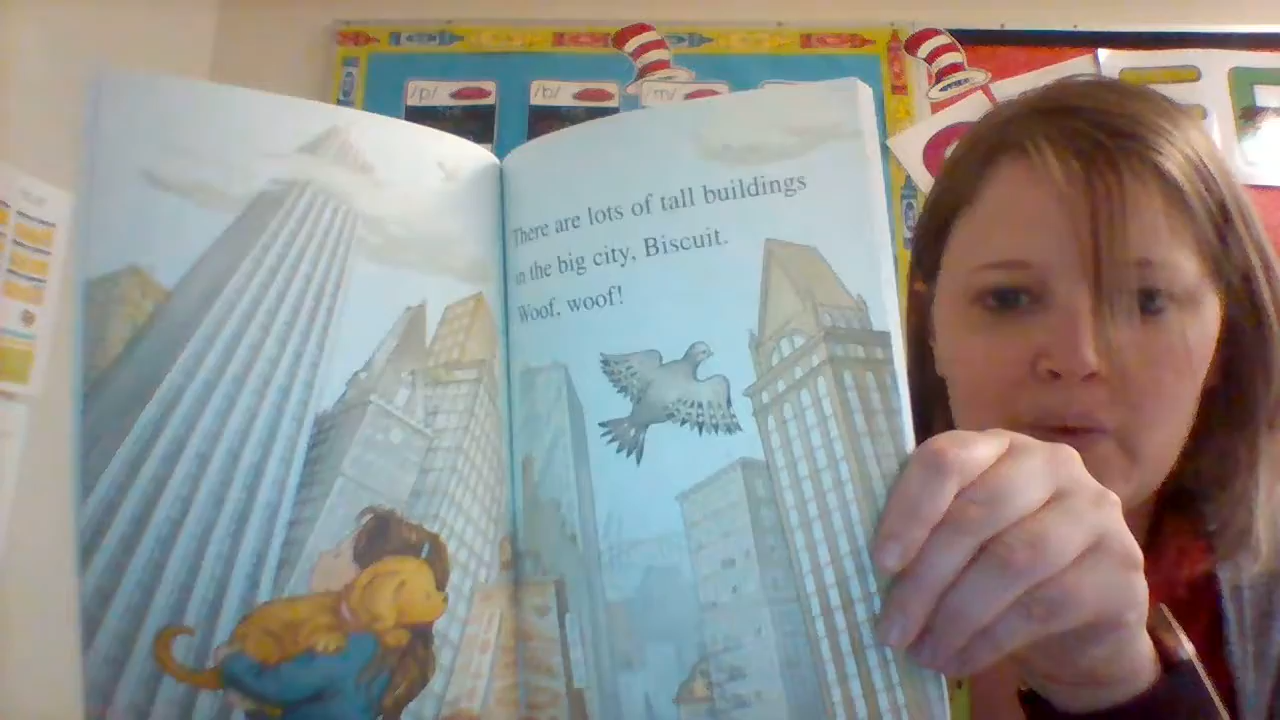 /p/
/b/
/m/
There are lots of tall buildings
in the big city, Biscuit.
Woof, woof!